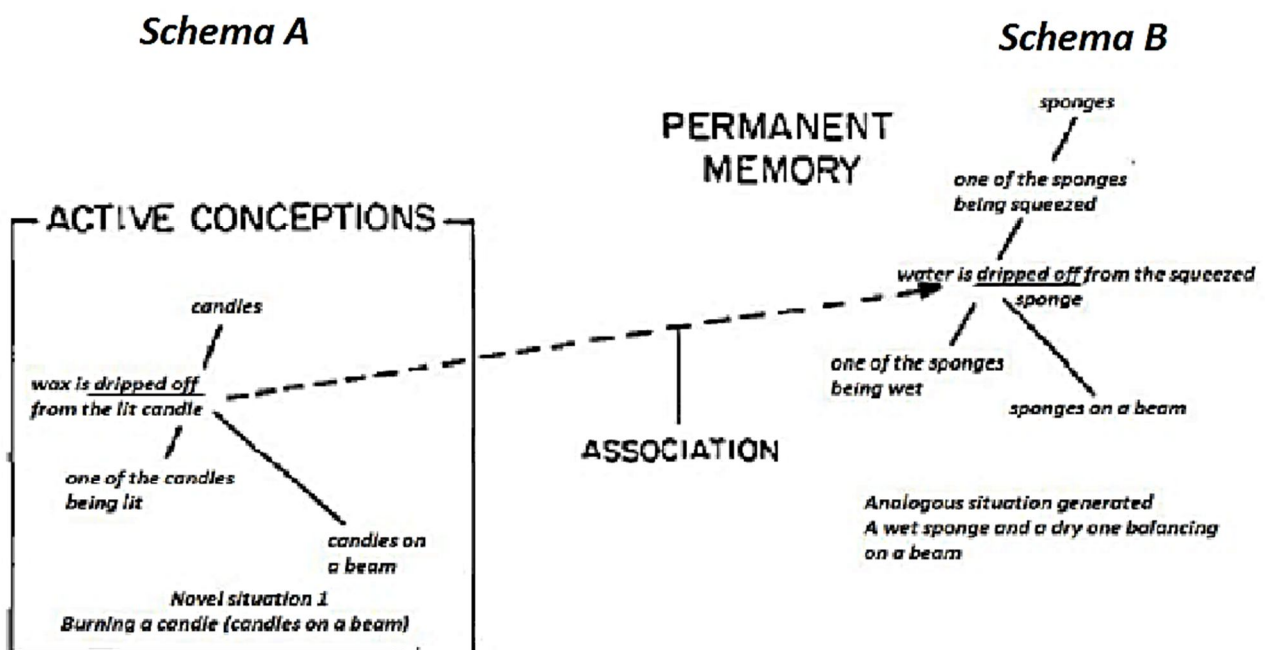 Schema A
Schema B
sponges
PERMANENT
MEMORY
one of the sponges
being squeezed
ACTIVE CONCEPTIONS
water is dripped off from the squeezed
sponge
candles
one of the sponges
being wet
wax is dripped off
from the lit candle
sponges on a beam
ASSOCIATION
one of the candles
being lit
Analogous situation generated
A wet sponge and a dry one balancing
on a beam
candles on
a beam
Novel situation 1
Burning a candle (candles on a beam)